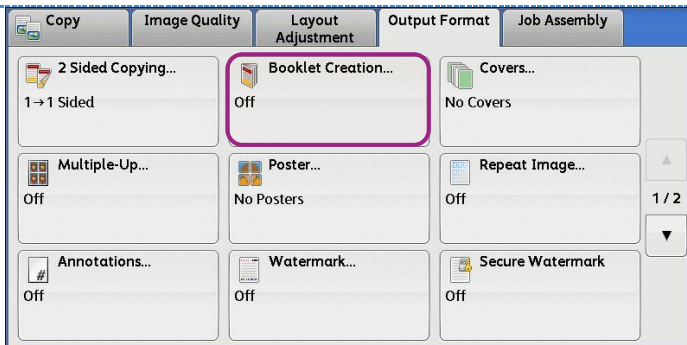 Copy
Image Quality
Layout
Adjustment
Output Format
Job Assembly
2 Sided Copying...
1→1 Sided
Booklet Creation...
Off
Covers...
No Covers
Multiple-Up...
Off
Poster...
No Posters
Repeat Image...
Off
1 / 2
Annotations...
#
Off
Watermark...
Off
Secure Watermark
Off